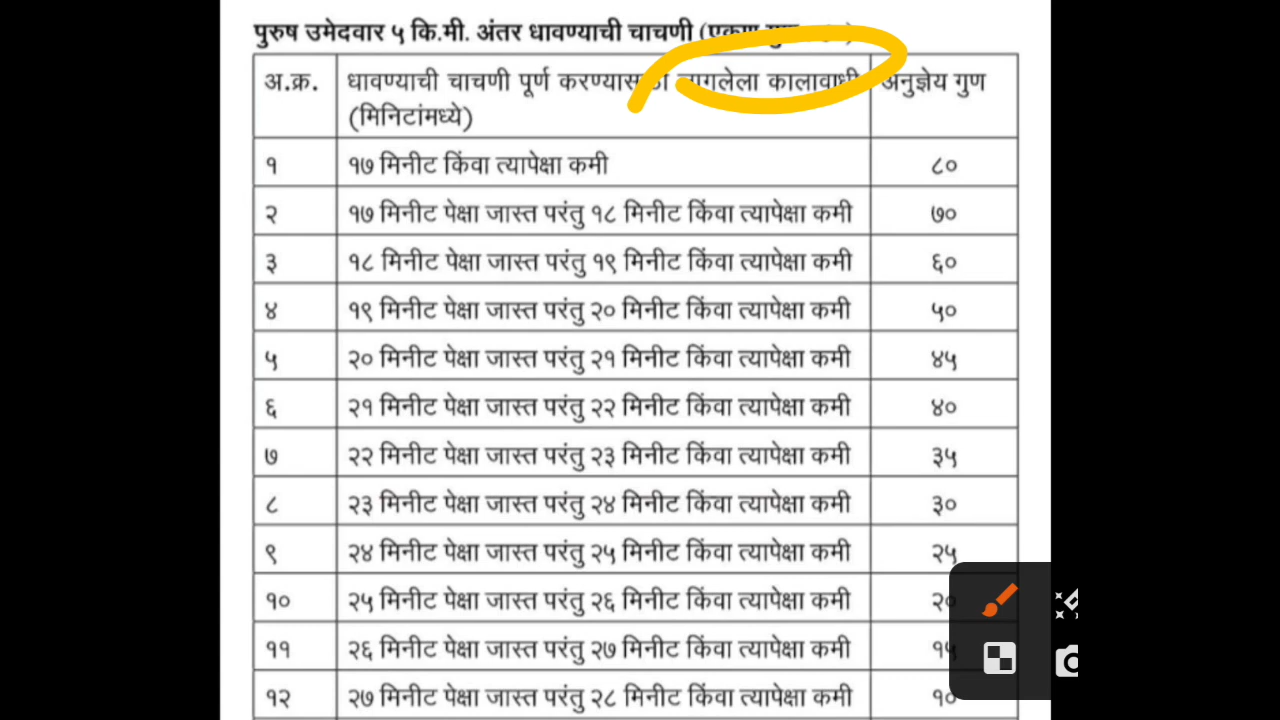 पुरुष उमेदवार ५ कि.मी. अंतर धावण्याची चाचणी
अ.क्र. धावण्याची चाचणी पूर्ण करण्यासाठी लागलेला कालावधी अनुज्ञेय गुण
(मिनिटांमध्ये)
१ १७ मिनीट किंवा त्यापेक्षा कमी ८०
२ १७ मिनीट पेक्षा जास्त परंतु १८ मिनीट किंवा त्यापेक्षा कमी ७०
३ १८ मिनीट पेक्षा जास्त परंतु १९ मिनीट किंवा त्यापेक्षा कमी ६०
४ १९ मिनीट पेक्षा जास्त परंतु २० मिनीट किंवा त्यापेक्षा कमी ५०
५ २० मिनीट पेक्षा जास्त परंतु २१ मिनीट किंवा त्यापेक्षा कमी ४५
६ २१ मिनीट पेक्षा जास्त परंतु २२ मिनीट किंवा त्यापेक्षा कमी ४०
७ २२ मिनीट पेक्षा जास्त परंतु २३ मिनीट किंवा त्यापेक्षा कमी ३५
८ २३ मिनीट पेक्षा जास्त परंतु २४ मिनीट किंवा त्यापेक्षा कमी ३०
९ २४ मिनीट पेक्षा जास्त परंतु २५ मिनीट किंवा त्यापेक्षा कमी २५
१० २५ मिनीट पेक्षा जास्त परंतु २६ मिनीट किंवा त्यापेक्षा कमी २०
११ २६ मिनीट पेक्षा जास्त परंतु २७ मिनीट किंवा त्यापेक्षा कमी १५
१२ २७ मिनीट पेक्षा जास्त परंतु २८ मिनीट किंवा त्यापेक्षा कमी १०